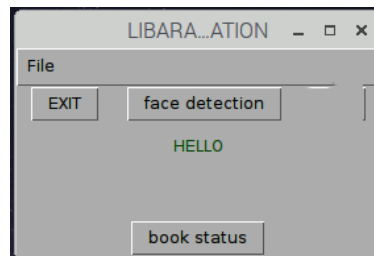 LIBARA...ATION
File
EXIT face detection
HELLO
book status